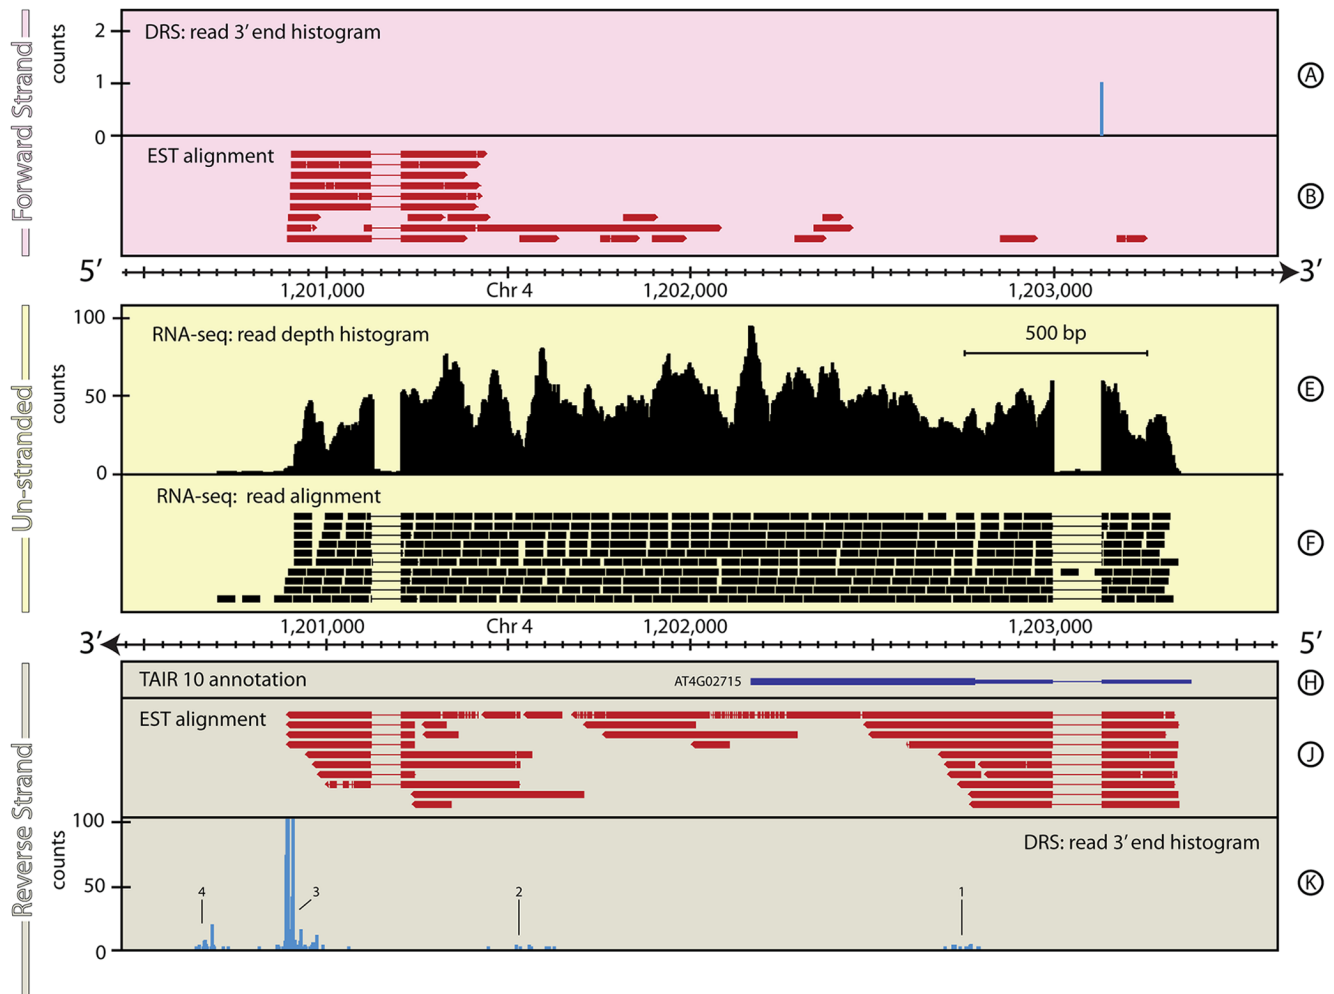 Forward Strand
counts
2
1
0
DRS: read 3’ end histogram
A
EST alignment
B
5’
3’
1,201,000
Chr 4
1,202,000
1,203,000
Un-stranded
counts
100
50
0
RNA-seq: read depth histogram
500 bp
E
RNA-seq: read alignment
F
1,201,000
Chr 4
1,202,000
1,203,000
3’
5’
Reverse Strand
TAIR 10 annotation
AT4G02715
H
EST alignment
J
counts
100
50
0
DRS: read 3’ end histogram
4
3
2
1
K